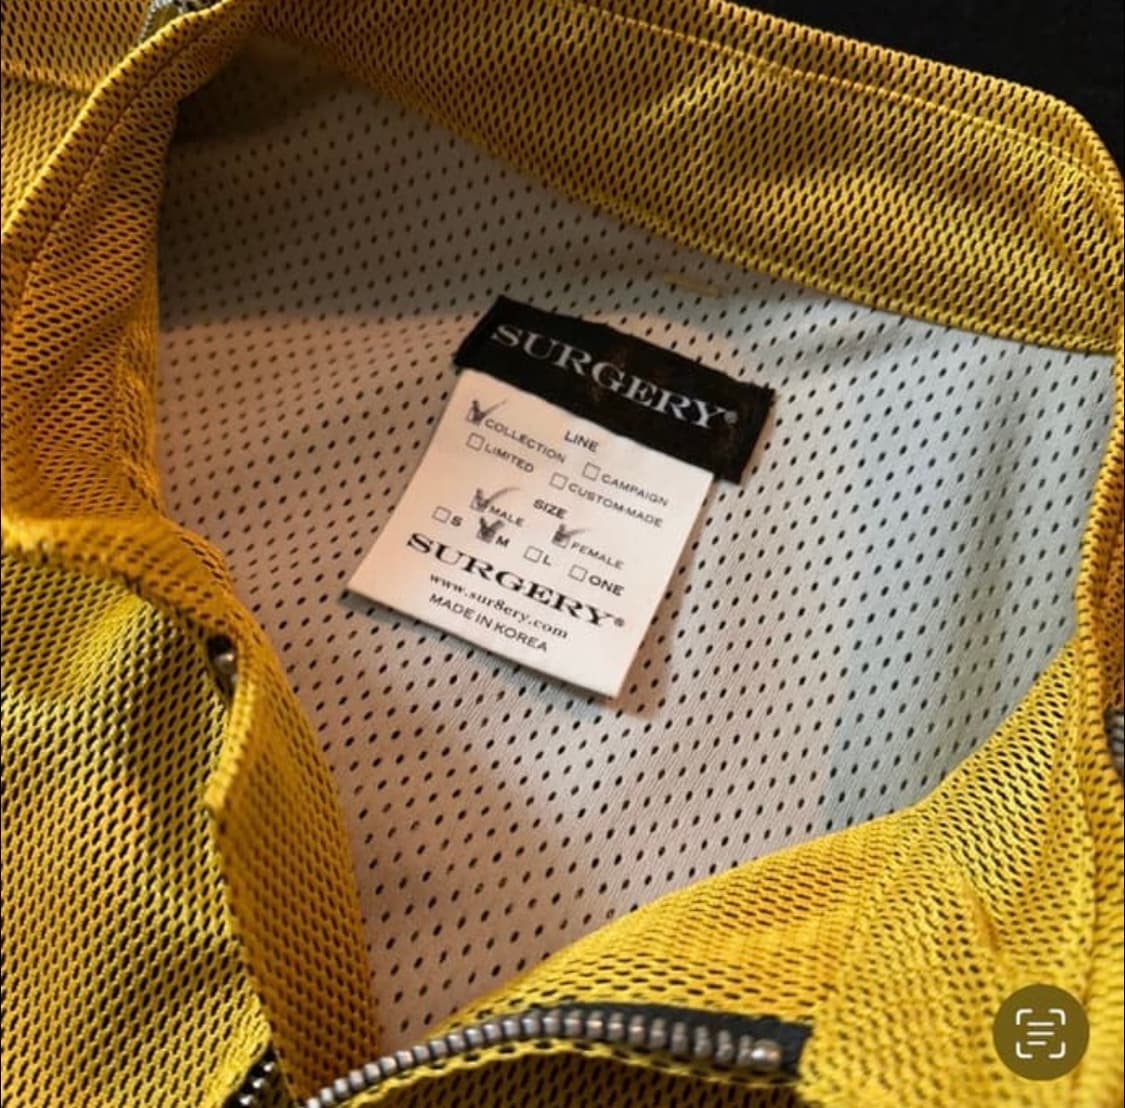 SURGERY®
LINE
COLLECTION
CAMPAIGN
LIMITED
CUSTOM-MADE
SIZE
MALE
FEMALE
S M L ONE
SURGERY®
www.sur8ery.com
MADE IN KOREA